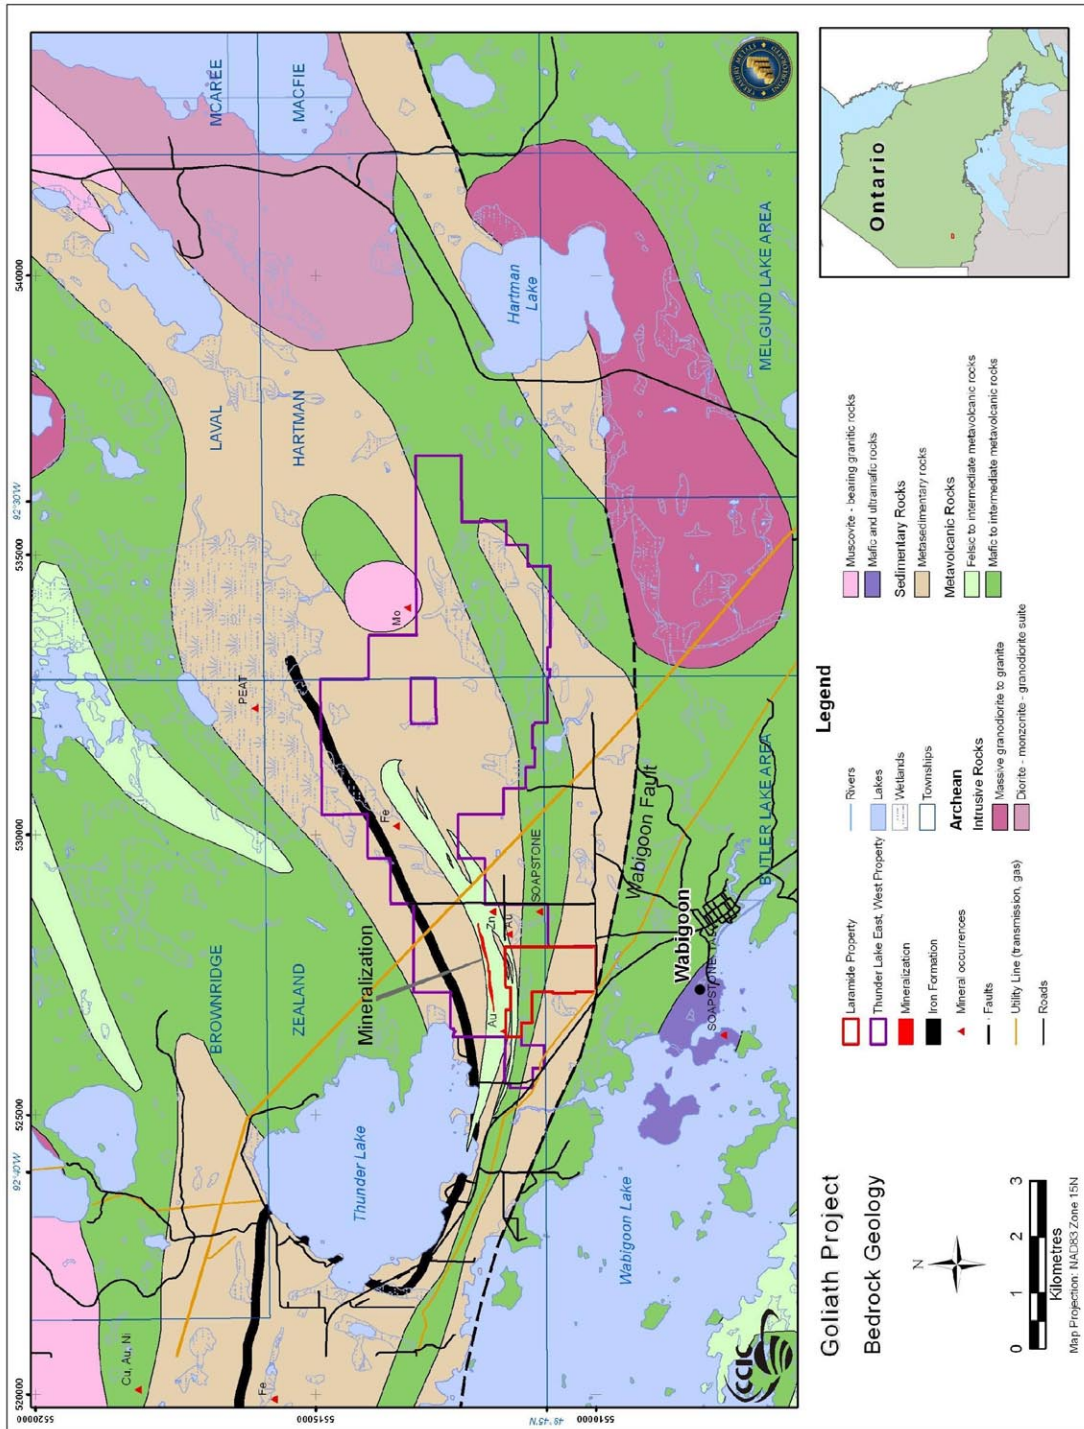 520000
525000
530000
535000
540000
92°40'W
92°30'W
5520000
5515000
49°45'N
5510000
MCAREE
MACFIE
LAVAL
HARTMAN
BROWNRIDGE
ZEALAND
Cu, Au, Ni
Fe
PEAT
Mo
Fe
Mineralization
Thunder Lake
Au
Zn
Au
SOAPSTONE
Hartman
Lake
Wabigoon Fault
Wabigoon
SOAPSTONE
Wabigoon Lake
BUTLER LAKE AREA
MELGUND LAKE AREA
CCIC
TREASURY METALS
Goliath Project
Bedrock Geology
N
0 1 2 3
Kilometres
Map Projection: NAD83 Zone 15N
Legend
Laramide Property
Thunder Lake East, West Property
Mineralization
Iron Formation
Mineral occurrences
Faults
Utility Line (transmission, gas)
Roads
Rivers
Lakes
Wetlands
Townships
Archean
Intrusive Rocks
Massive granodiorite to granite
Diorite - monzonite - granodiorite suite
Muscovite - bearing granitic rocks
Mafic and ultramafic rocks
Sedimentary Rocks
Metasedimentary rocks
Metavolcanic Rocks
Felsic to intermediate metavolcanic rocks
Mafic to intermediate metavolcanic rocks
Ontario